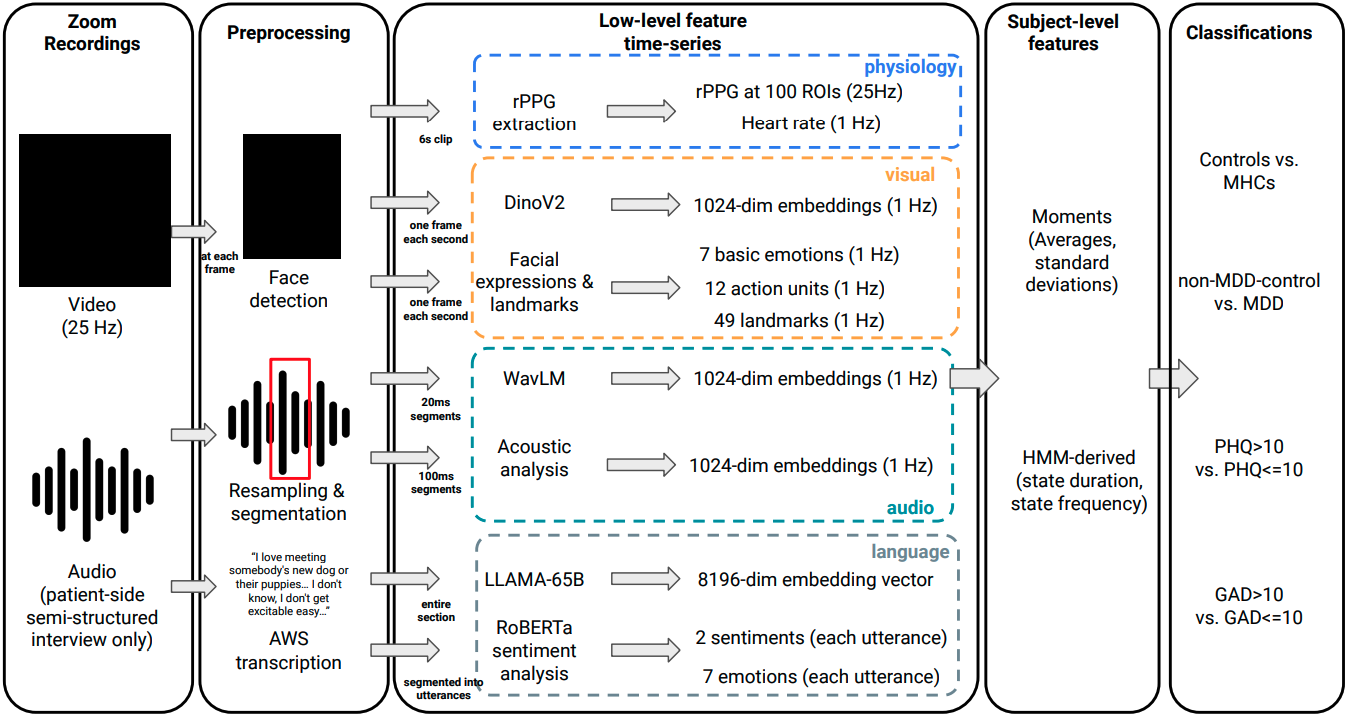 Zoom
Recordings
Video
(25 Hz)
Audio
(patient-side
semi-structured
interview only)
Preprocessing
at each
frame
Face
detection
Resampling &
segmentation
“I love meeting
somebody's new dog or
their puppies... I don't
know, I don't get
excitable easy...”
AWS
transcription
Low-level feature
time-series
physiology
6s clip
rPPG
extraction
rPPG at 100 ROIs (25Hz)
Heart rate (1 Hz)
visual
one frame
each second
DinoV2
1024-dim embeddings (1 Hz)
one frame
each second
Facial
expressions &
landmarks
7 basic emotions (1 Hz)
12 action units (1 Hz)
49 landmarks (1 Hz)
20ms
segments
WavLM
1024-dim embeddings (1 Hz)
100ms
segments
Acoustic
analysis
1024-dim embeddings (1 Hz)
audio
language
entire
section
LLAMA-65B
8196-dim embedding vector
segmented into
utterances
RoBERTa
sentiment
analysis
2 sentiments (each utterance)
7 emotions (each utterance)
Subject-level
features
Moments
(Averages,
standard
deviations)
HMM-derived
(state duration,
state frequency)
Classifications
Controls vs.
MHCs
non-MDD-control
vs. MDD
PHQ>10
vs. PHQ<=10
GAD>10
vs. GAD<=10